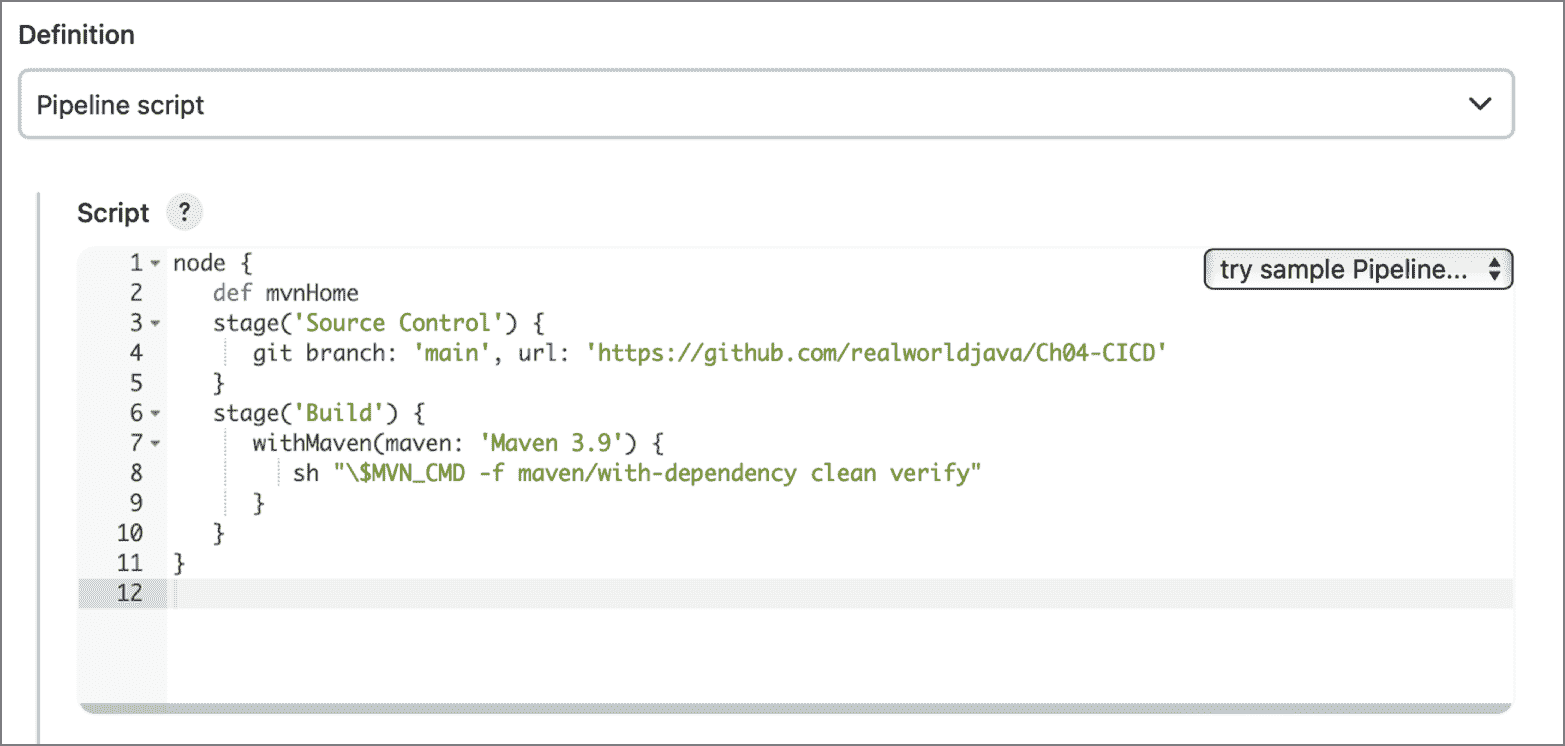 Definition
Pipeline script
Script ?
try sample Pipeline...
1 node {
2 def mvnHome
3 stage('Source Control') {
4 git branch: 'main', url: 'https://github.com/realworldjava/Ch04-CICD'
5 }
6 stage('Build') {
7 withMaven(maven: 'Maven 3.9') {
8 sh "\$MVN_CMD -f maven/with-dependency clean verify"
9 }
10 }
11 }
12